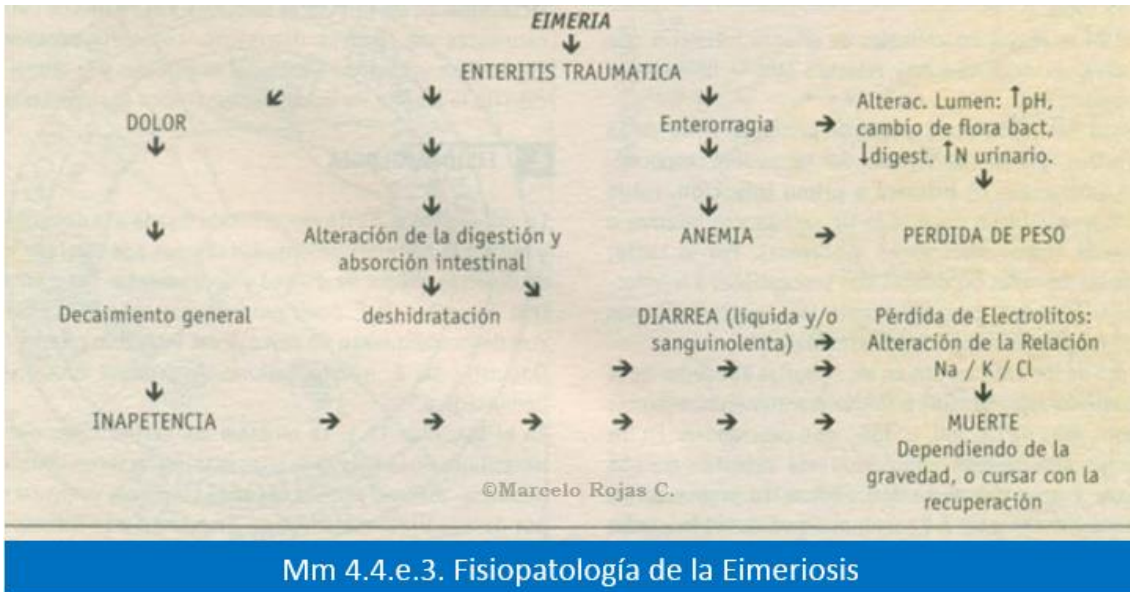 EIMERIA
ENTERITIS TRAUMATICA
DOLOR
Enterorragia
Alterac. Lumen: ↑pH,
cambio de flora bact,
↓digest. ↑N urinario.
Alteración de la digestión y
absorción intestinal
ANEMIA
PERDIDA DE PESO
Decaimiento general
deshidratación
DIARREA (líquida y/o
sanguinolenta)
Pérdida de Electrolitos:
Alteración de la Relación
Na / K / Cl
INAPETENCIA
MUERTE
Dependiendo de la
gravedad, o cursar con la
recuperación
©Marcelo Rojas C.
Mm 4.4.e.3. Fisiopatología de la Eimeriosis